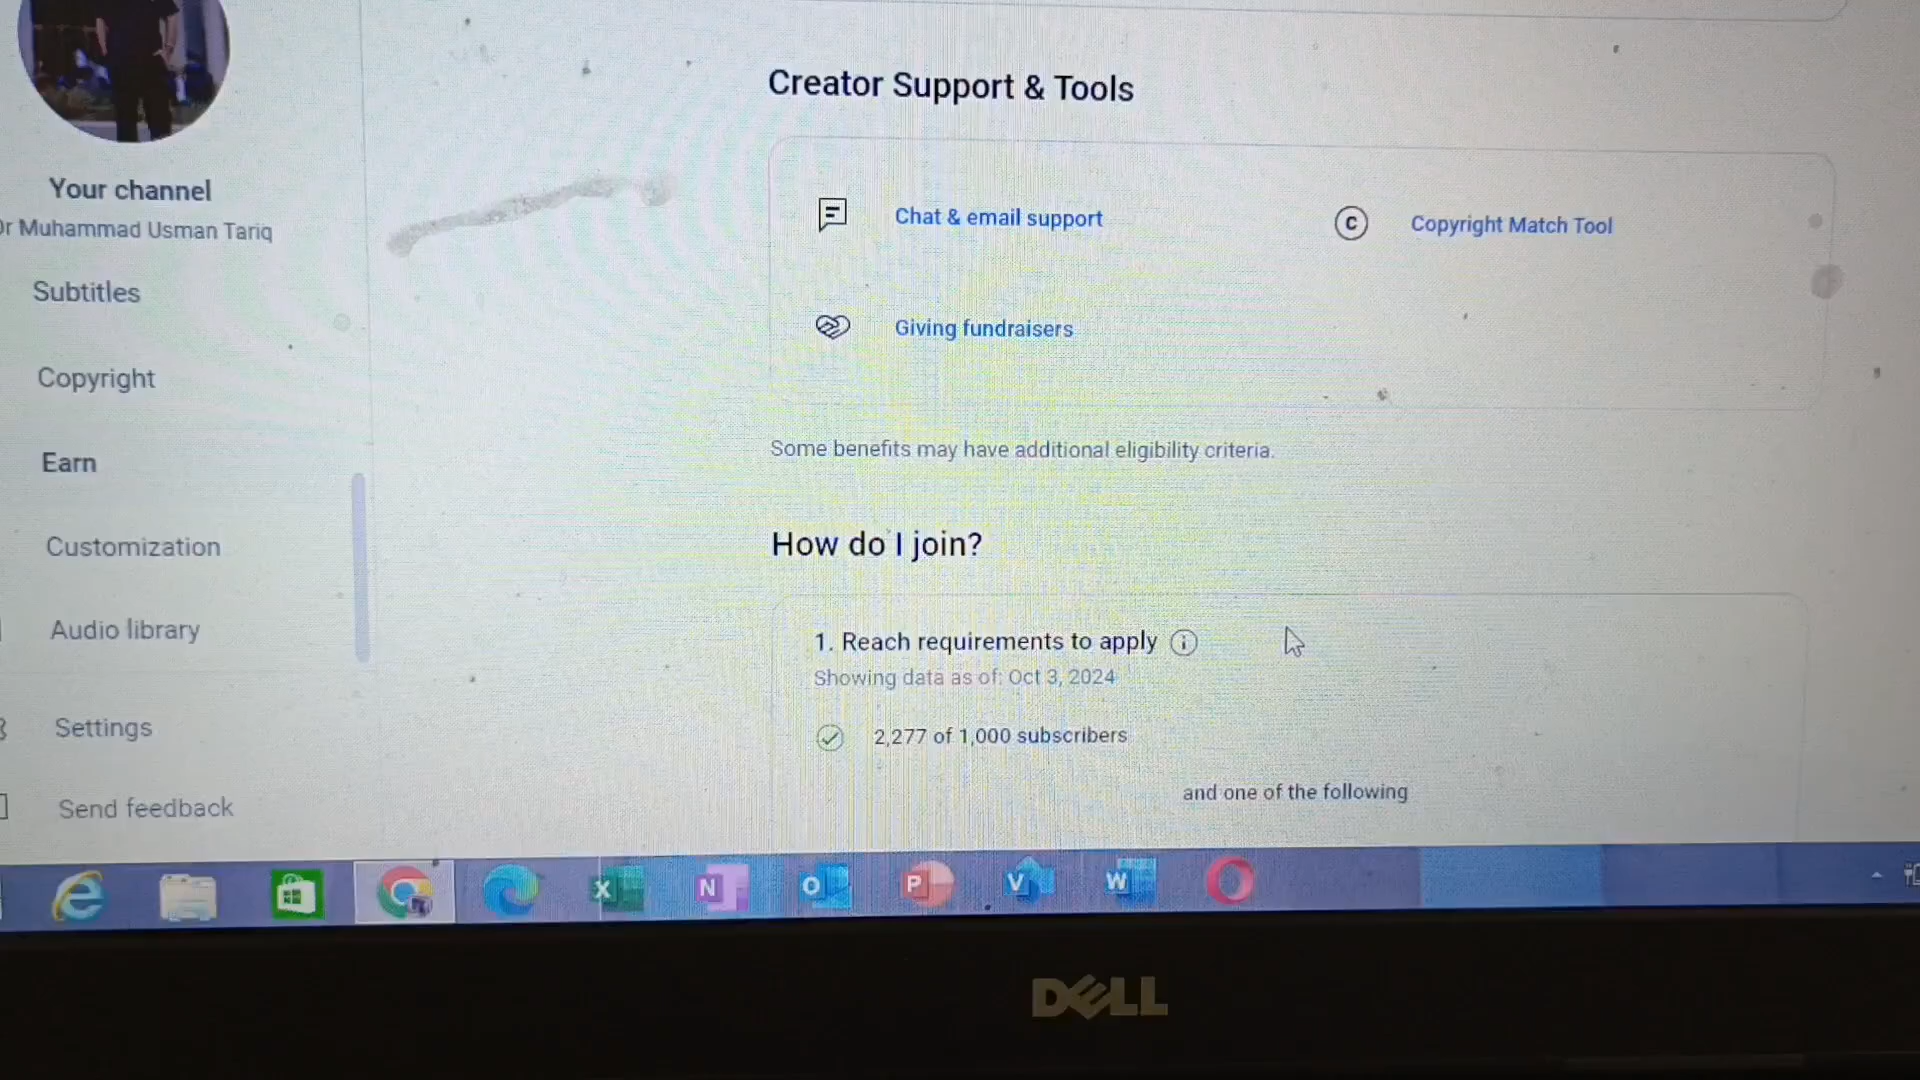 Creator Support & Tools
Chat & email support
Copyright Match Tool
Giving fundraisers
Some benefits may have additional eligibility criteria.
How do I join?
1. Reach requirements to apply
Showing data as of: Oct 3, 2024
2,277 of 1,000 subscribers
and one of the following
Your channel
Dr Muhammad Usman Tariq
Subtitles
Copyright
Earn
Customization
Audio library
Settings
Send feedback
DELL